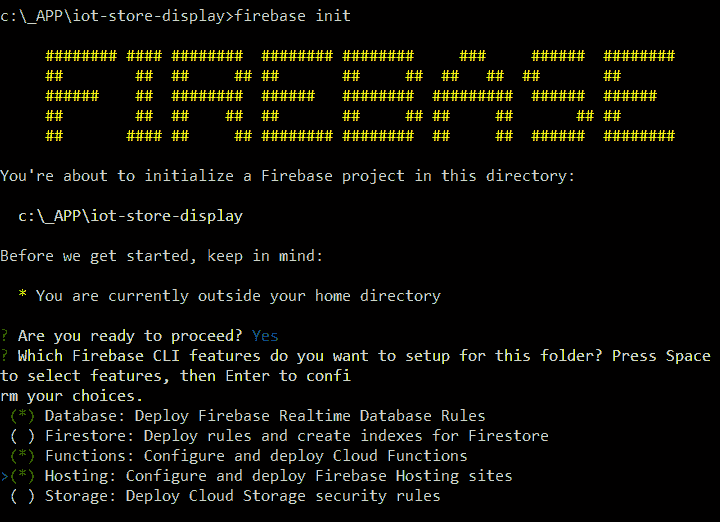 c:\_APP\iot-store-display>firebase init
FIREBASE
You're about to initialize a Firebase project in this directory:
c:\_APP\iot-store-display
Before we get started, keep in mind:
* You are currently outside your home directory
? Are you ready to proceed? Yes
? Which Firebase CLI features do you want to setup for this folder? Press Space
to select features, then Enter to confi
rm your choices.
(*) Database: Deploy Firebase Realtime Database Rules
( ) Firestore: Deploy rules and create indexes for Firestore
(*) Functions: Configure and deploy Cloud Functions
>(*) Hosting: Configure and deploy Firebase Hosting sites
( ) Storage: Deploy Cloud Storage security rules